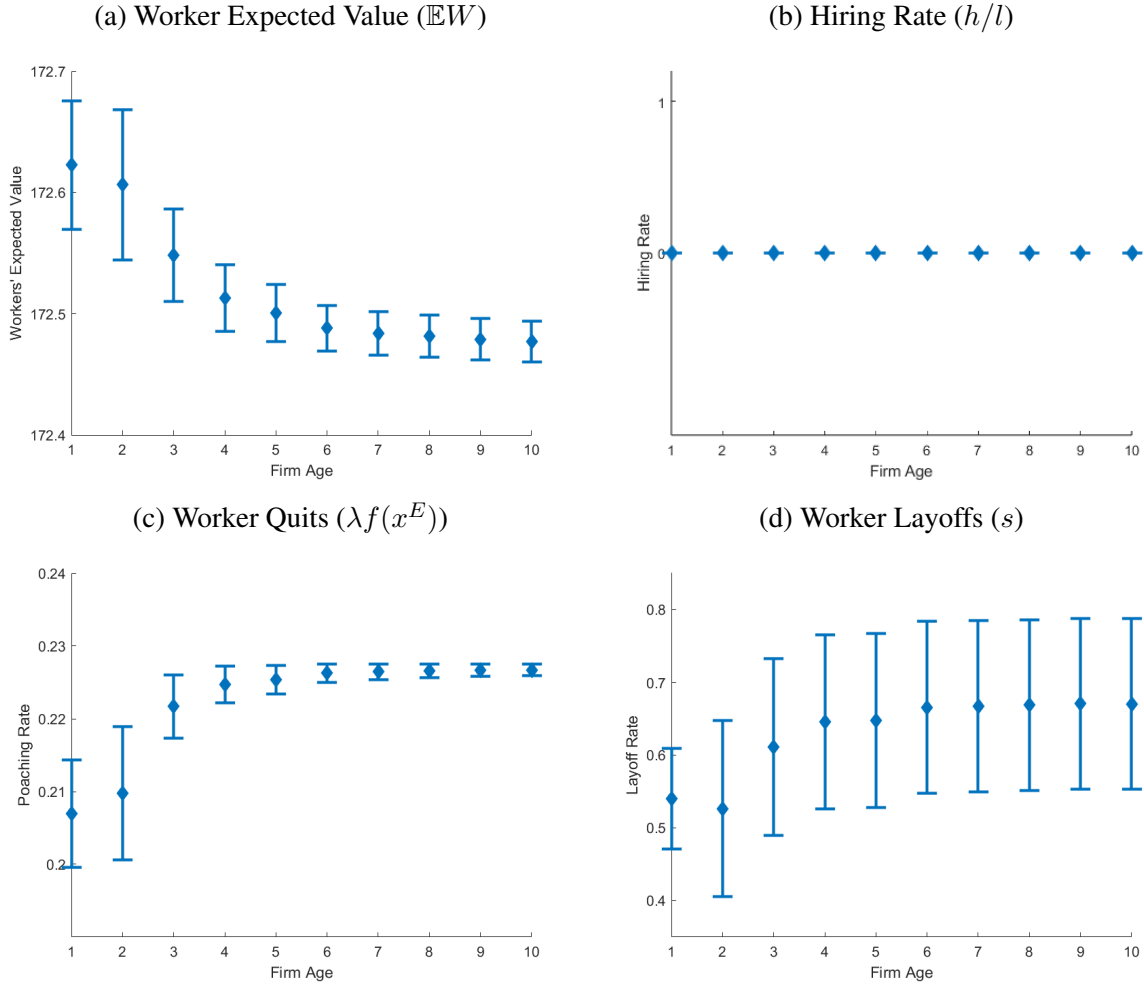 (a) Worker Expected Value (𝔼W)
172.7
172.6
172.5
172.4
Workers' Expected Value
1 2 3 4 5 6 7 8 9 10
Firm Age
(b) Hiring Rate (h/l)
1
0
Hiring Rate
1 2 3 4 5 6 7 8 9 10
Firm Age
(c) Worker Quits (λf(x^E))
0.24
0.23
0.22
0.21
0.2
Poaching Rate
1 2 3 4 5 6 7 8 9 10
Firm Age
(d) Worker Layoffs (s)
0.8
0.7
0.6
0.5
0.4
Layoff Rate
1 2 3 4 5 6 7 8 9 10
Firm Age